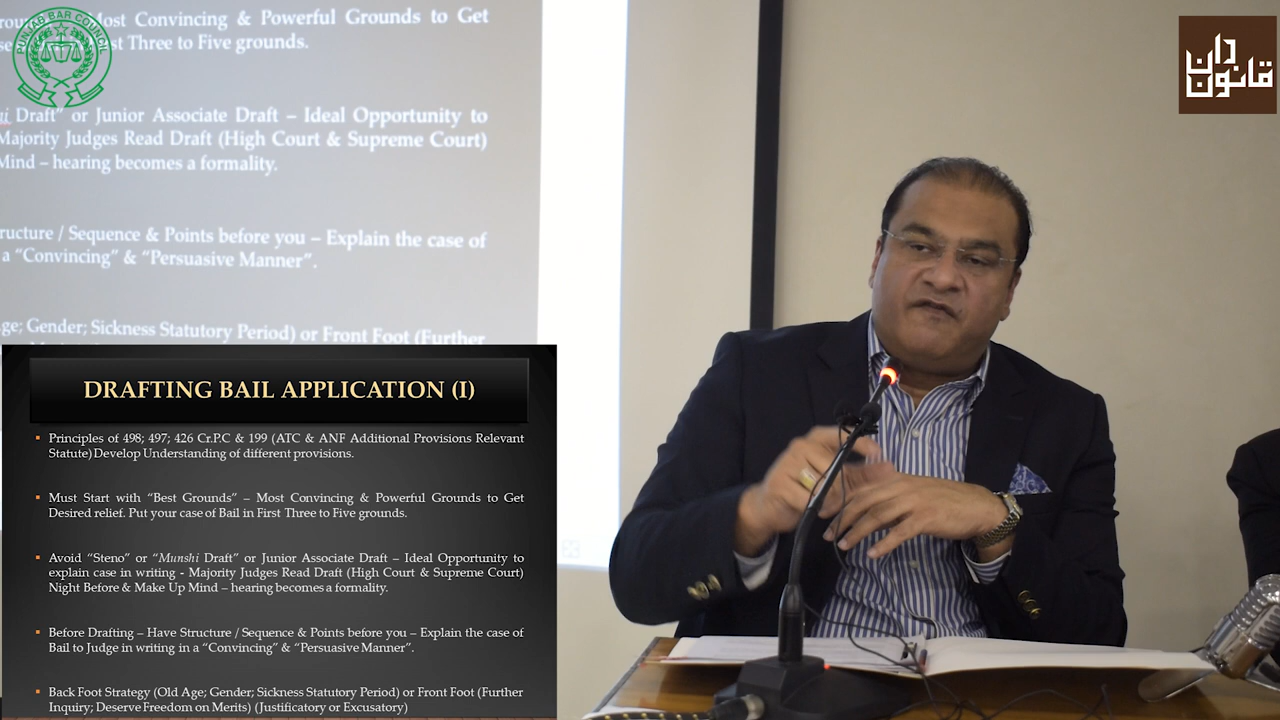 Most Convincing & Powerful Grounds to Get
st Three to Five grounds.
PUNJAB BAR COUNCIL
ui Draft” or Junior Associate Draft – Ideal Opportunity to
Majority Judges Read Draft (High Court & Supreme Court)
Mind – hearing becomes a formality.
ructure / Sequence & Points before you – Explain the case of
a “Convincing” & “Persuasive Manner”.
ge; Gender; Sickness Statutory Period) or Front Foot (Further
قانون دان
DRAFTING BAIL APPLICATION (I)
▪ Principles of 498; 497; 426 Cr.P.C & 199 (ATC & ANF Additional Provisions Relevant
Statute) Develop Understanding of different provisions.
▪ Must Start with “Best Grounds” – Most Convincing & Powerful Grounds to Get
Desired relief. Put your case of Bail in First Three to Five grounds.
▪ Avoid “Steno” or “Munshi Draft” or Junior Associate Draft – Ideal Opportunity to
explain case in writing - Majority Judges Read Draft (High Court & Supreme Court)
Night Before & Make Up Mind – hearing becomes a formality.
▪ Before Drafting – Have Structure / Sequence & Points before you – Explain the case of
Bail to Judge in writing in a “Convincing” & “Persuasive Manner”.
▪ Back Foot Strategy (Old Age; Gender; Sickness Statutory Period) or Front Foot (Further
Inquiry; Deserve Freedom on Merits) (Justificatory or Excusatory)